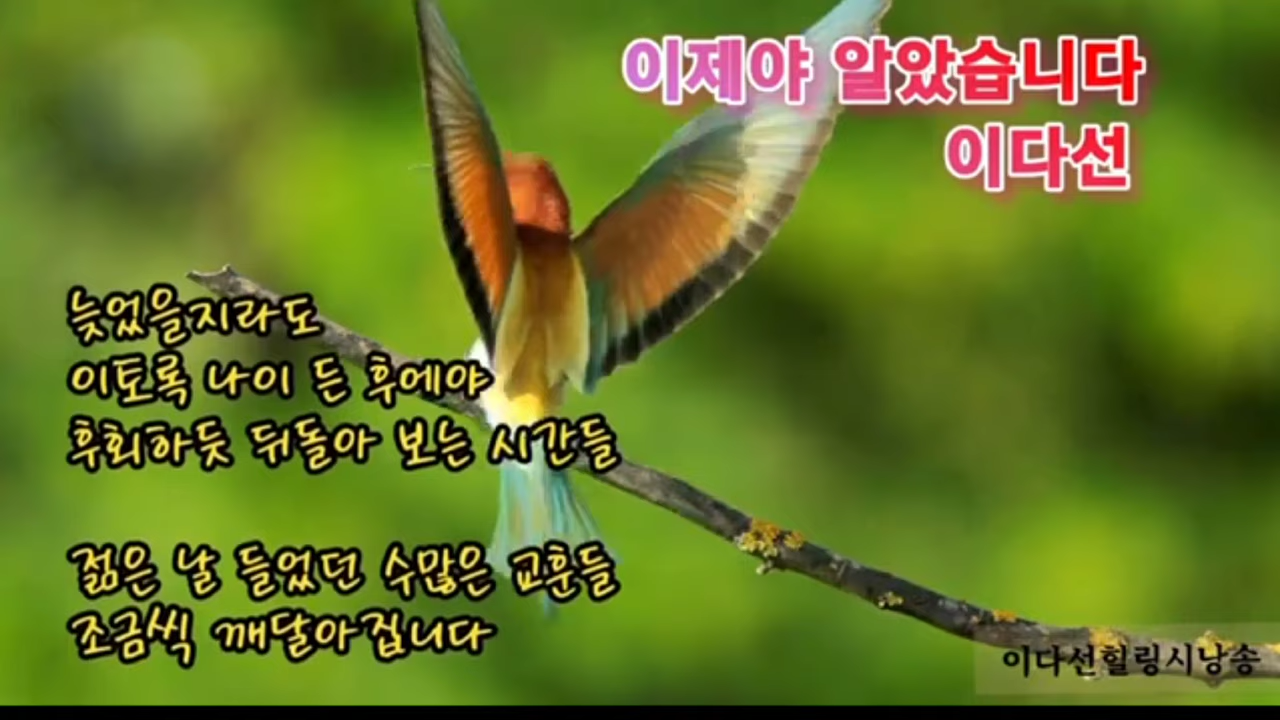 이제야 알았습니다
이다선
늦었을지라도
이토록 나이 든 후에야
후회하듯 뒤돌아 보는 시간들
젊은 날 들었던 수많은 교훈들
조금씩 깨달아집니다
이다선힐링시낭송